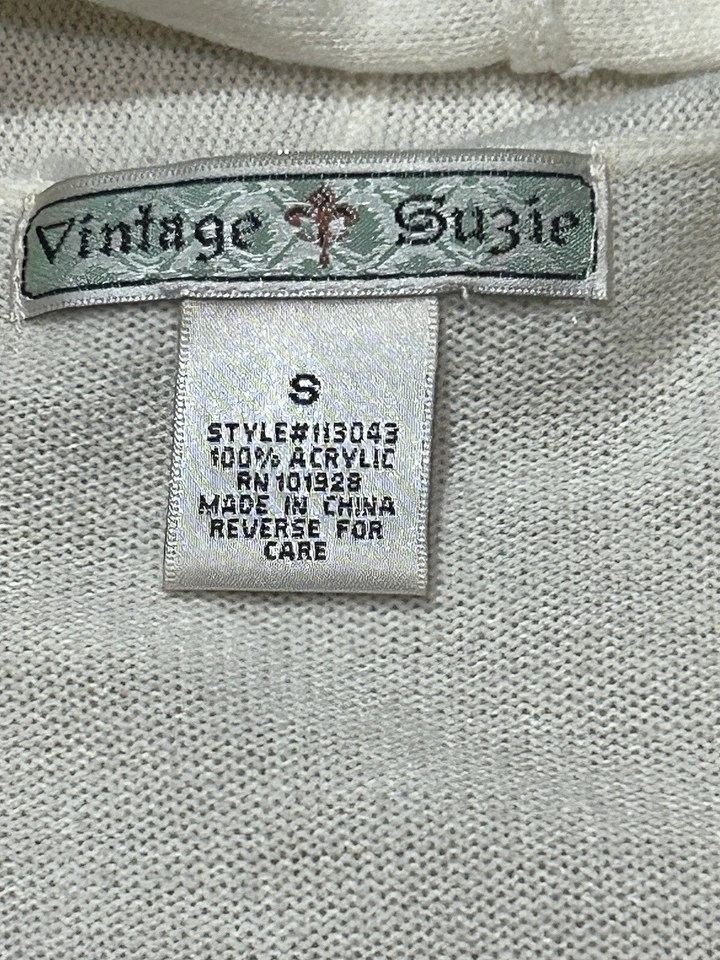 Vintage Suzie
S
STYLE#113043
100% ACRYLIC
RN 101928
MADE IN CHINA
REVERSE FOR
CARE